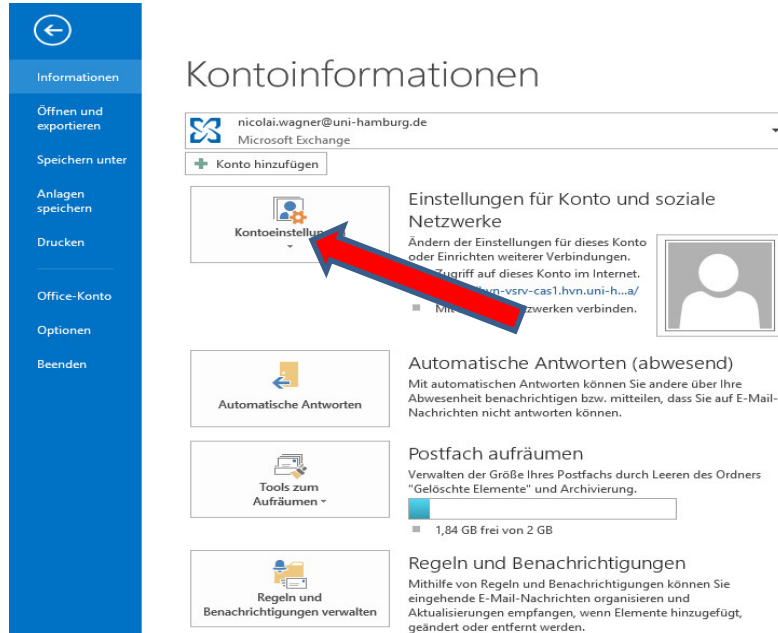 Informationen
Öffnen und
exportieren
Speichern unter
Anlagen
speichern
Drucken
Office-Konto
Optionen
Beenden
Kontoinformationen
nicolai.wagner@uni-hamburg.de
Microsoft Exchange
Konto hinzufügen
Einstellungen für Konto und soziale
Netzwerke
Ändern der Einstellungen für dieses Konto
oder Einrichten weiterer Verbindungen.
Zugriff auf dieses Konto im Internet.
hvn-vsrv-cas1.hvn.uni-h...a/
verbinden.
Automatische Antworten
Automatische Antworten (abwesend)
Mit automatischen Antworten können Sie andere über Ihre
Abwesenheit benachrichtigen bzw. mitteilen, dass Sie auf E-Mail-
Nachrichten nicht antworten können.
Tools zum
Aufräumen
Postfach aufräumen
Verwalten der Größe Ihres Postfachs durch Leeren des Ordners
"Gelöschte Elemente" und Archivierung.
1,84 GB frei von 2 GB
Regeln und
Benachrichtigungen verwalten
Regeln und Benachrichtigungen
Mithilfe von Regeln und Benachrichtigungen können Sie
eingehende E-Mail-Nachrichten organisieren und
Aktualisierungen empfangen, wenn Elemente hinzugefügt,
geändert oder entfernt werden.